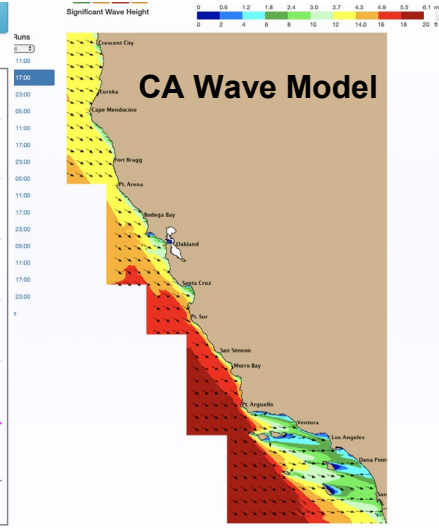 Significant Wave Height
0 0.6 1.2 1.8 2.4 3.0 3.7 4.3 4.9 5.5 6.1 m
0 2 4 6 8 10 12 14.0 16 18 20
Runs
11:00
17:00
23:00
05:00
11:00
17:00
23:00
05:00
11:00
17:00
23:00
05:00
11:00
17:00
23:00
CA Wave Model
Crescent City
Eureka
Cape Mendocino
Fort Bragg
Pt. Arena
Bodega Bay
Oakland
Santa Cruz
Pt. Sur
San Simeon
Morro Bay
Pt. Arguello
Ventura
Los Angeles
Dana Poin
San